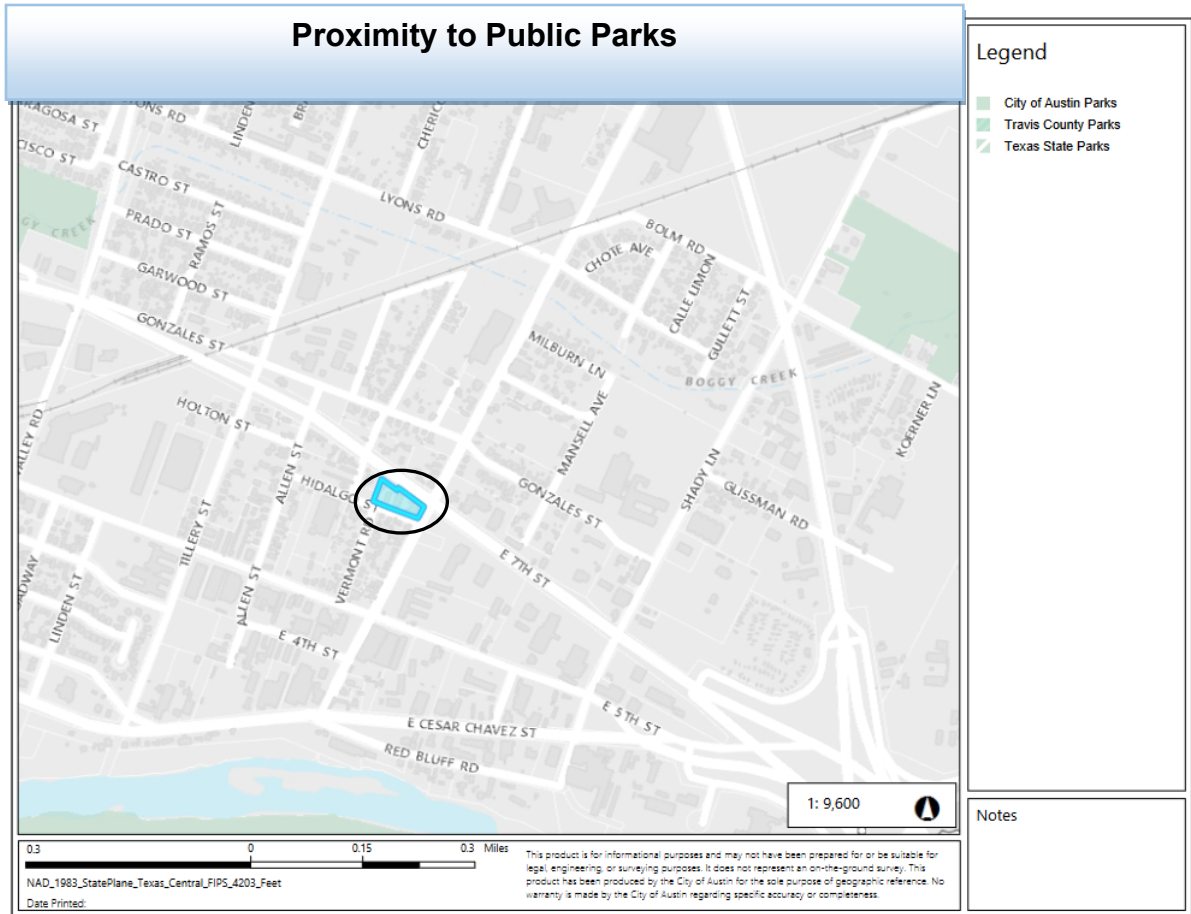 Proximity to Public Parks
Legend
City of Austin Parks
Travis County Parks
Texas State Parks
LINDEN
CHERICO
LYONS RD
CASTRO ST
LYONS RD
PRADO ST
RAMOS ST
BOLM RD
CHOTE AVE
GARWOOD ST
CALLE LIMON
GULLETT ST
GONZALES ST
MILBURN LN
BOGGY CREEK
HOLTON ST
MANSELL AVE
KOERNER LN
ALLEN ST
HIDALGO ST
GONZALES ST
SHADY LN
GLISSMAN RD
TILLERY ST
VERMONT RD
E 7TH ST
LINDEN ST
ALLEN ST
E 4TH ST
E CESAR CHAVEZ ST
E 5TH ST
RED BLUFF RD
1: 9,600
Notes
0.3 0 0.15 0.3 Miles
NAD_1983_StatePlane_Texas_Central_FIPS_4203_Feet
Date Printed:
This product is for informational purposes and may not have been prepared for or be suitable for
legal, engineering, or surveying purposes. It does not represent an on-the-ground survey. This
product has been produced by the City of Austin for the sole purpose of geographic reference. No
warranty is made by the City of Austin regarding specific accuracy or completeness.